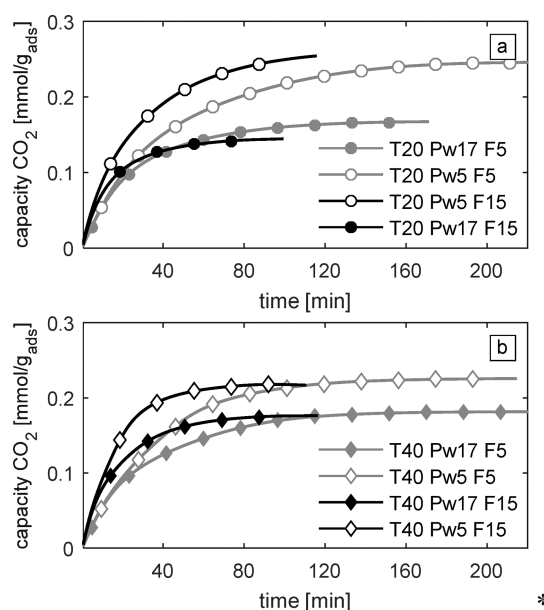 0.3
a
capacity CO2 [mmol/gads]
0.2
0.1
0
T20 Pw17 F5
T20 Pw5 F5
T20 Pw5 F15
T20 Pw17 F15
40 80 120 160 200
time [min]
0.3
b
capacity CO2 [mmol/gads]
0.2
0.1
0
T40 Pw17 F5
T40 Pw5 F5
T40 Pw17 F15
T40 Pw5 F15
40 80 120 160 200
time [min]
*